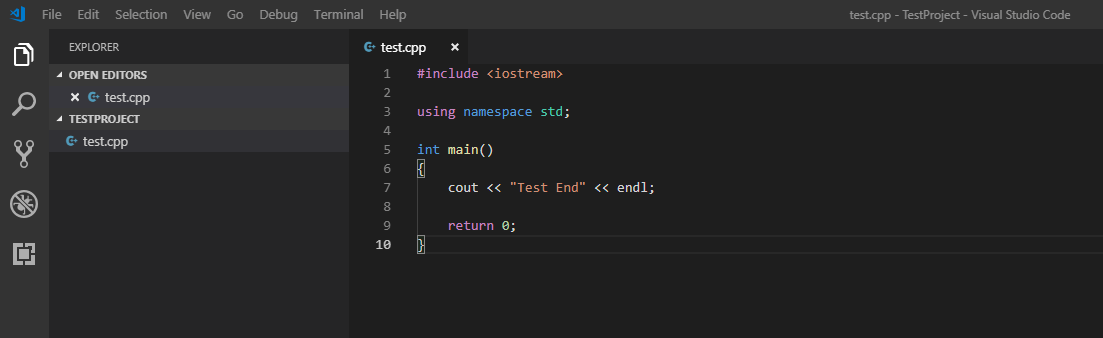 File Edit Selection View Go Debug Terminal Help test.cpp - TestProject - Visual Studio Code
EXPLORER
OPEN EDITORS
test.cpp
TESTPROJECT
test.cpp
test.cpp
1 #include <iostream>
2
3 using namespace std;
4
5 int main()
6 {
7 cout << "Test End" << endl;
8
9 return 0;
10 }